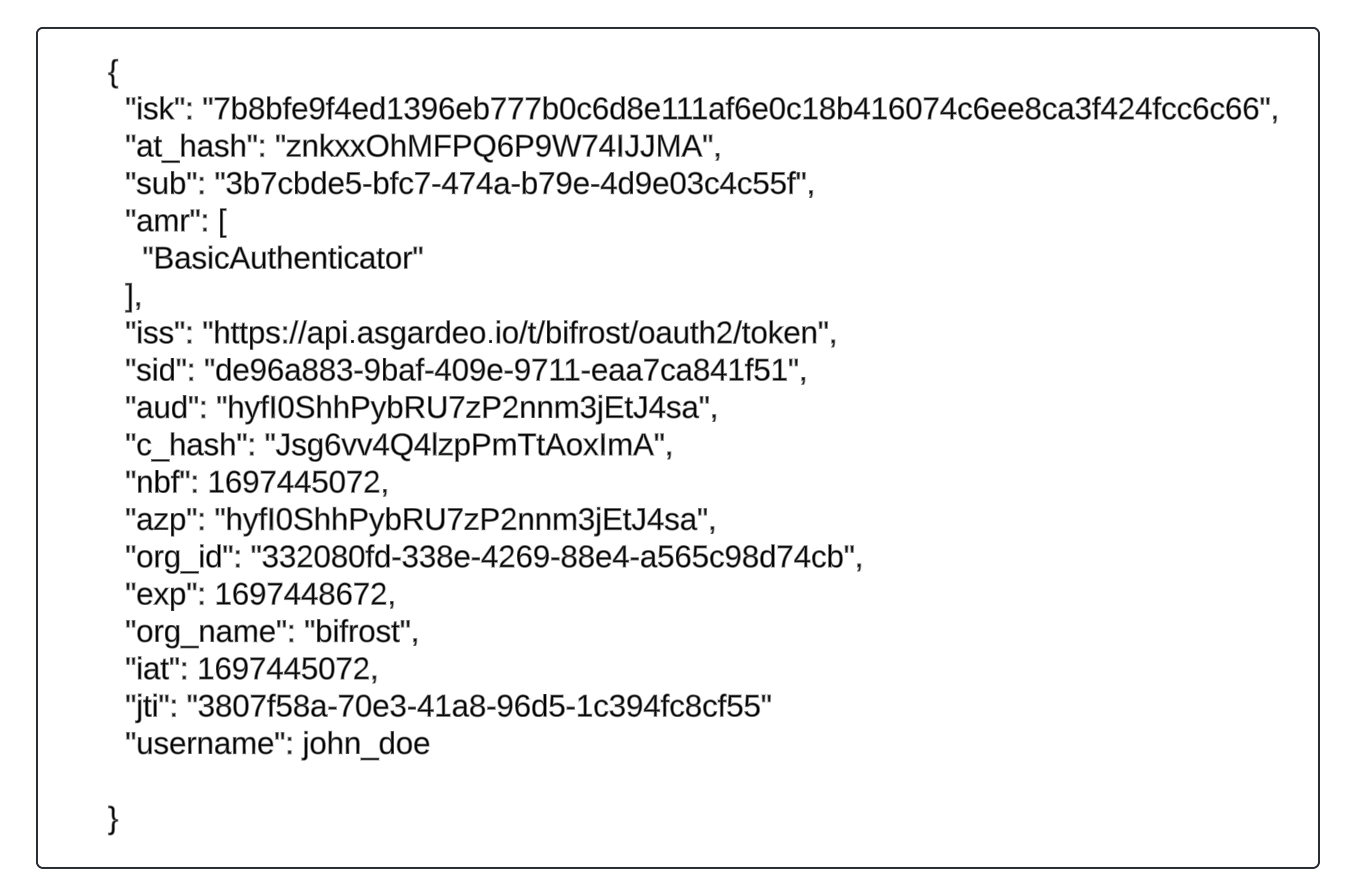 {
"isk": "7b8bfe9f4ed1396eb777b0c6d8e111af6e0c18b416074c6ee8ca3f424fcc6c66",
"at_hash": "znkxxOhMFPQ6P9W74IJJMA",
"sub": "3b7cbde5-bfc7-474a-b79e-4d9e03c4c55f",
"amr": [
"BasicAuthenticator"
],
"iss": "https://api.asgardeo.io/t/bifrost/oauth2/token",
"sid": "de96a883-9baf-409e-9711-eaa7ca841f51",
"aud": "hyfI0ShhPybRU7zP2nnm3jEtJ4sa",
"c_hash": "Jsg6vv4Q4lzpPmTtAoxImA",
"nbf": 1697445072,
"azp": "hyfI0ShhPybRU7zP2nnm3jEtJ4sa",
"org_id": "332080fd-338e-4269-88e4-a565c98d74cb",
"exp": 1697448672,
"org_name": "bifrost",
"iat": 1697445072,
"jti": "3807f58a-70e3-41a8-96d5-1c394fc8cf55"
"username": john_doe
}